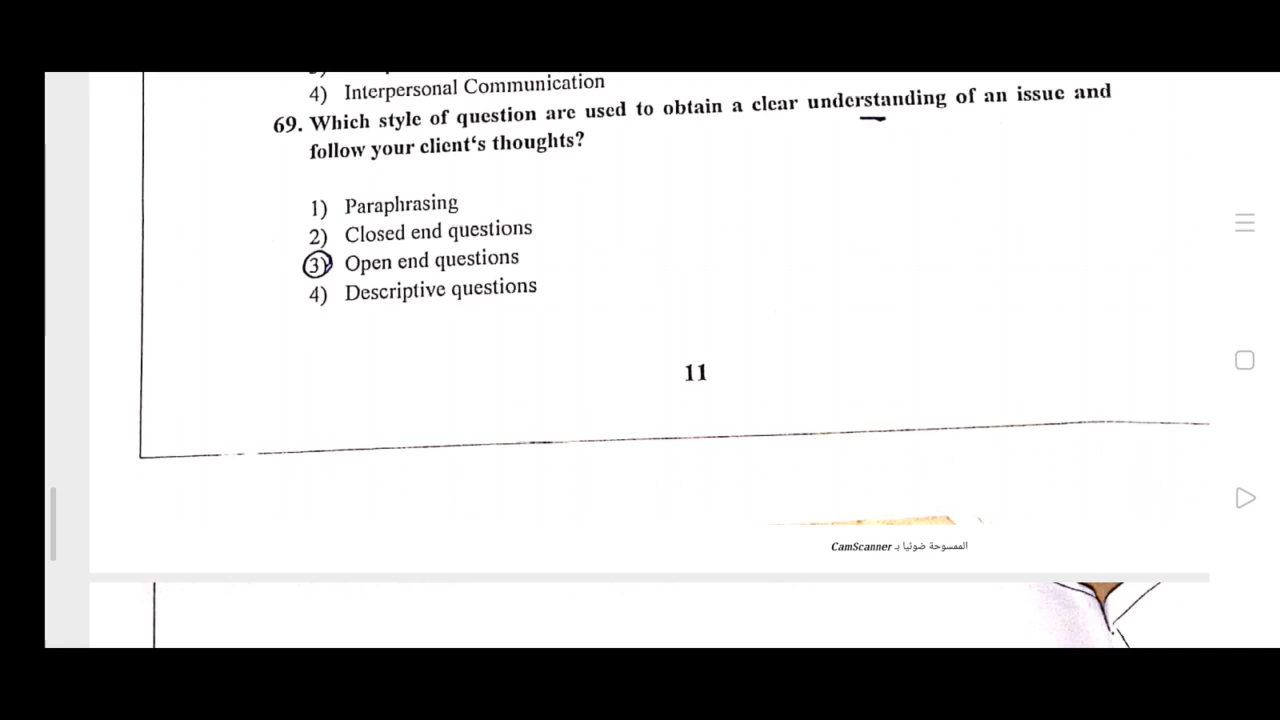 4) Interpersonal Communication
69. Which style of question are used to obtain a clear understanding of an issue and
follow your client‘s thoughts?
1) Paraphrasing
2) Closed end questions
3) Open end questions
4) Descriptive questions
11
الممسوحة ضوئيا بـ CamScanner